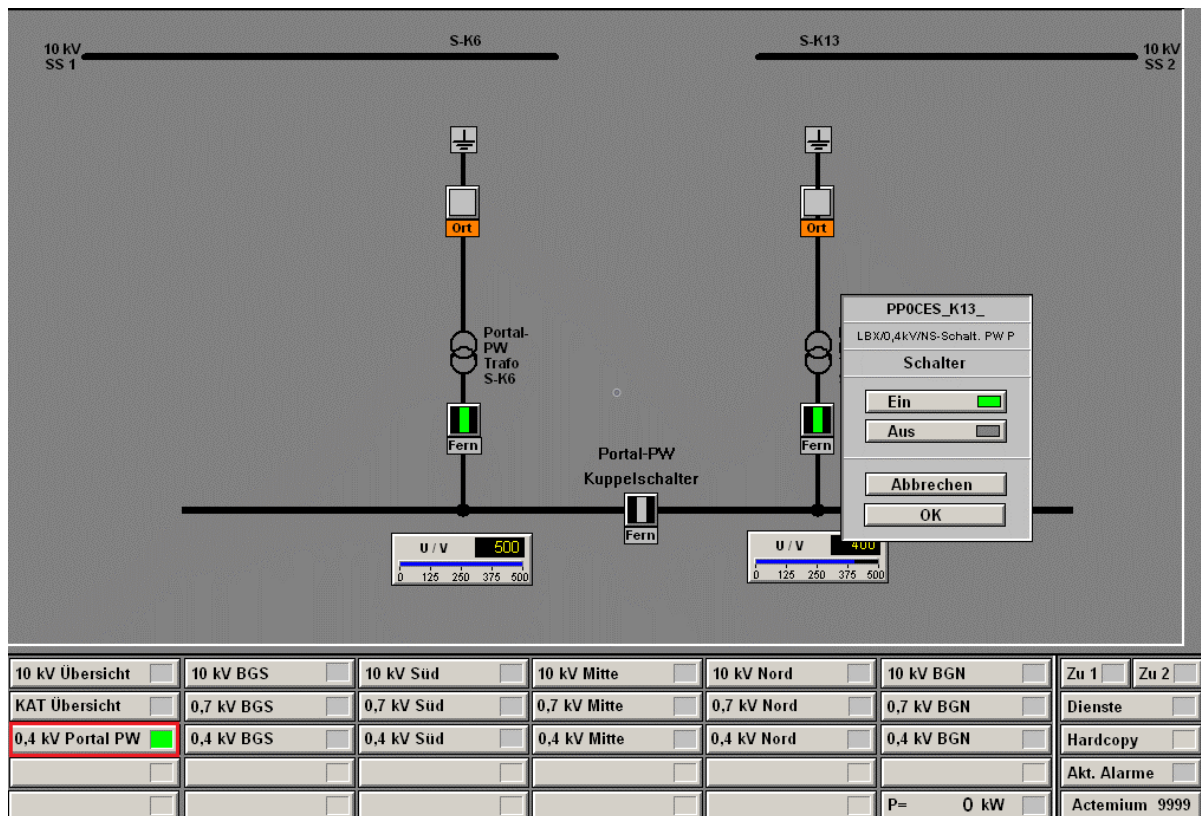 S-K6
S-K13
10 kV
SS 1
10 kV
SS 2
Ort
Ort
Portal-
PW
Trafo
S-K6
PP0CES_K13_
LBX/0,4kV/NS-Schalt. PW P
Schalter
Ein
Aus
Abbrechen
OK
Fern
Fern
Portal-PW
Kuppelschalter
Fern
U / V 500
0 125 250 375 500
U / V 400
0 125 250 375 500
10 kV Übersicht 10 kV BGS 10 kV Süd 10 kV Mitte 10 kV Nord 10 kV BGN Zu 1 Zu 2
KAT Übersicht 0,7 kV BGS 0,7 kV Süd 0,7 kV Mitte 0,7 kV Nord 0,7 kV BGN Dienste
0,4 kV Portal PW 0,4 kV BGS 0,4 kV Süd 0,4 kV Mitte 0,4 kV Nord 0,4 kV BGN Hardcopy
Akt. Alarme
P= 0 kW Actemium 9999